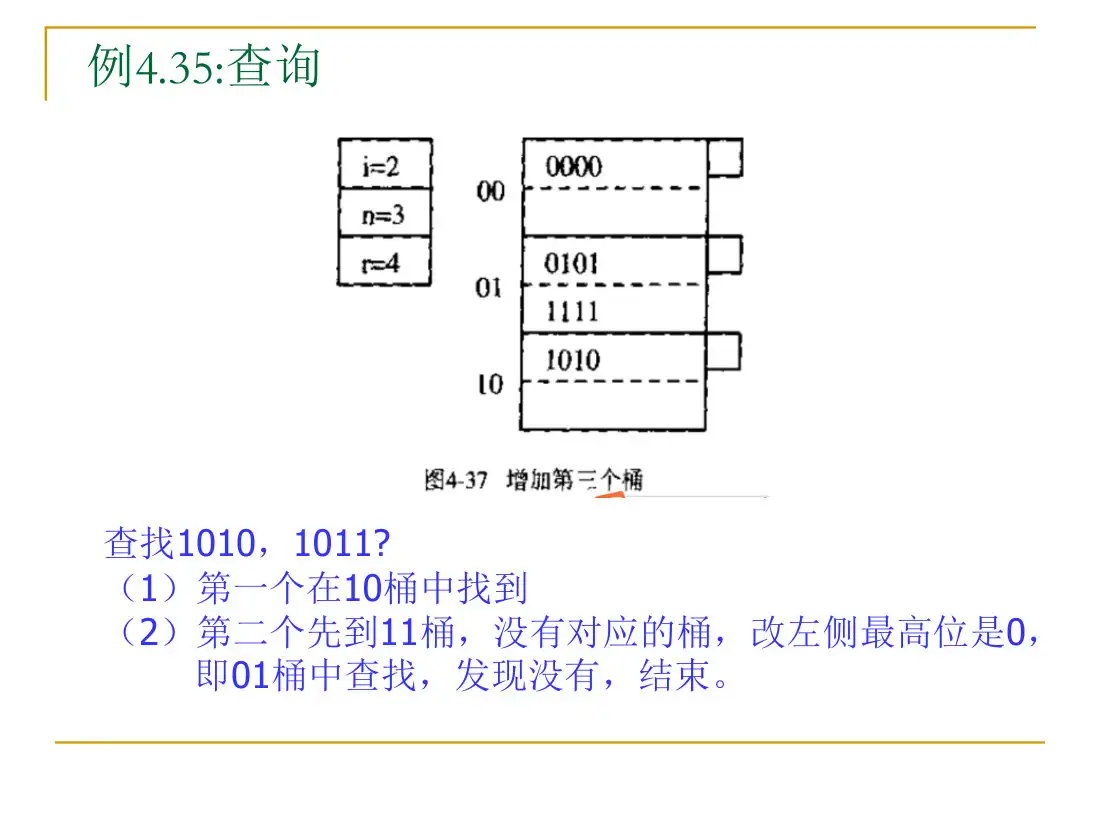 例4.35:查询
i=2
n=3
r=4
00
0000
01
0101
1111
10
1010
图4-37 增加第三个桶
查找1010，1011?
（1）第一个在10桶中找到
（2）第二个先到11桶，没有对应的桶，改左侧最高位是0，
即01桶中查找，发现没有，结束。